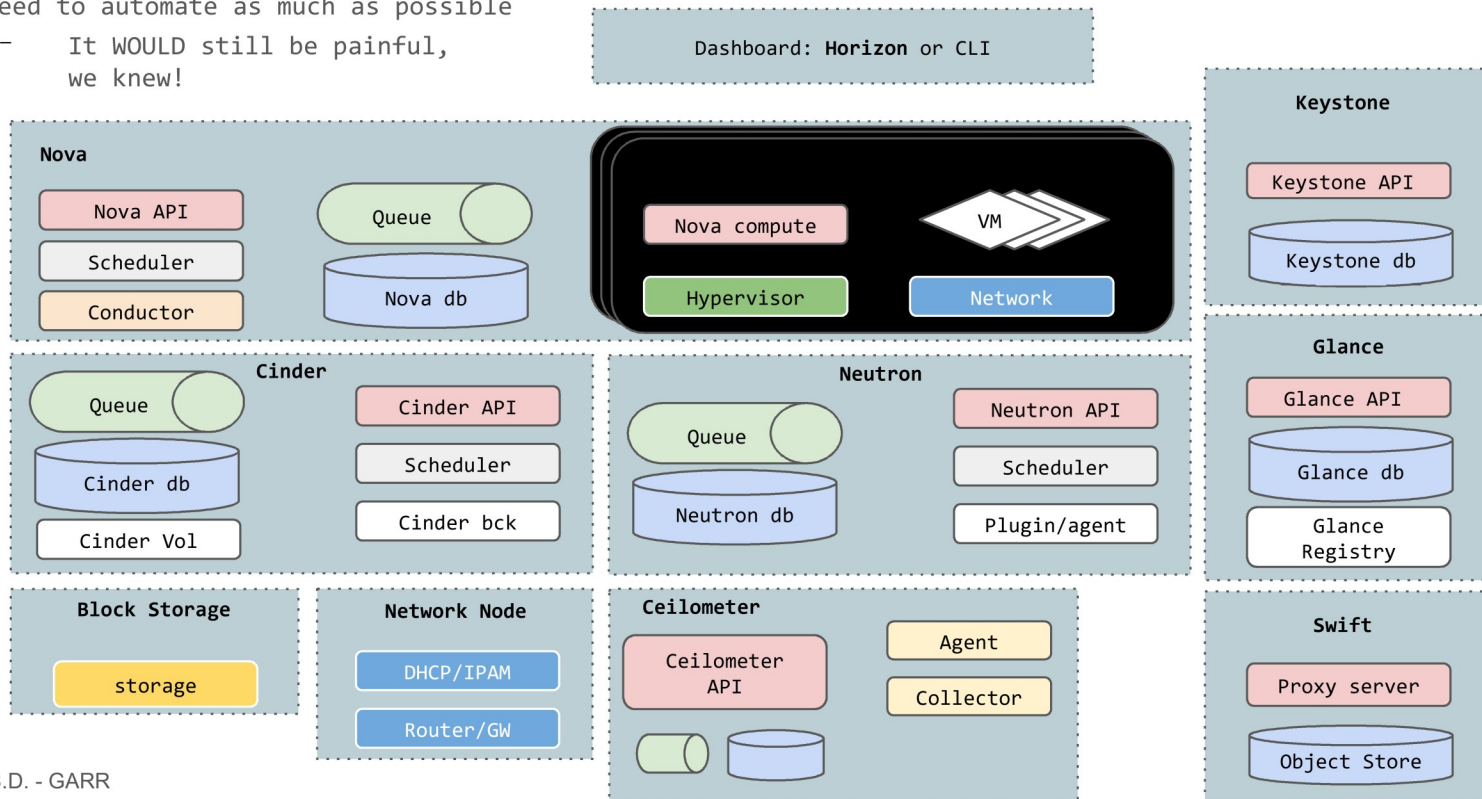 to automate as much as possible
– It WOULD still be painful,
we knew!
Dashboard: Horizon or CLI
Nova
Nova API
Scheduler
Conductor
Queue
Nova db
Nova compute
VM
Hypervisor
Network
Keystone
Keystone API
Keystone db
Cinder
Queue
Cinder db
Cinder Vol
Cinder API
Scheduler
Cinder bck
Neutron
Queue
Neutron db
Neutron API
Scheduler
Plugin/agent
Glance
Glance API
Glance db
Glance
Registry
Block Storage
storage
Network Node
DHCP/IPAM
Router/GW
Ceilometer
Ceilometer
API
Agent
Collector
Swift
Proxy server
Object Store
.D. - GARR